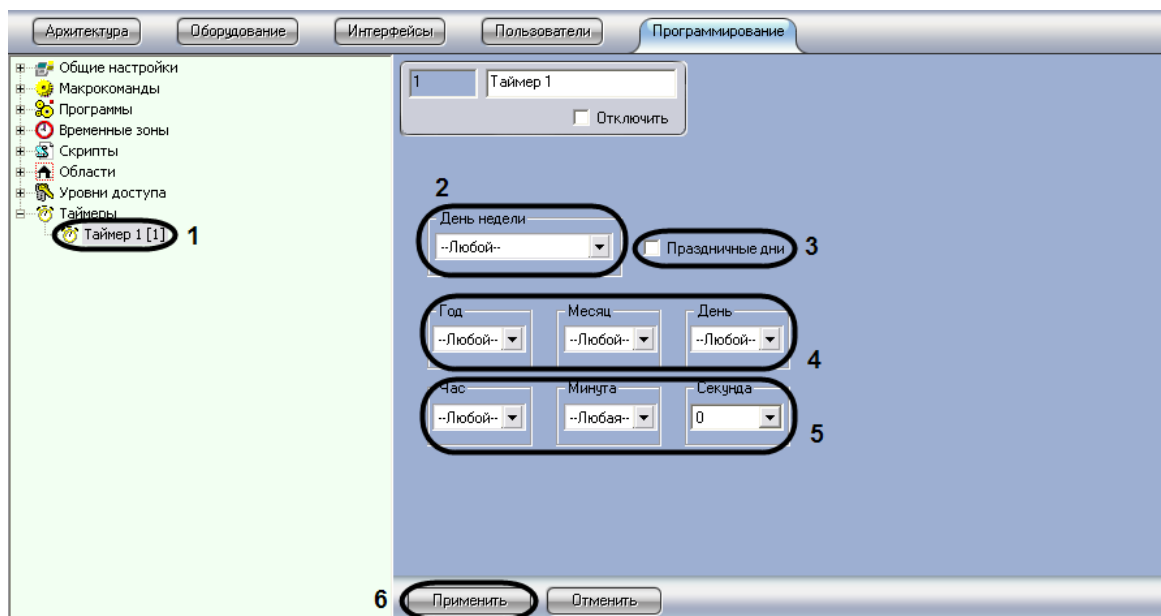 Архитектура Оборудование Интерфейсы Пользователи Программирование
Общие настройки
Макрокоманды
Программы
Временные зоны
Скрипты
Области
Уровни доступа
Таймеры
Таймер 1 [1] 1
1 Таймер 1
Отключить
2
День недели
--Любой-- Праздничные дни 3
Год Месяц День
--Любой-- --Любой-- --Любой--
4
Час Минута Секунда
--Любой-- --Любая-- 0
5
6 Применить Отменить